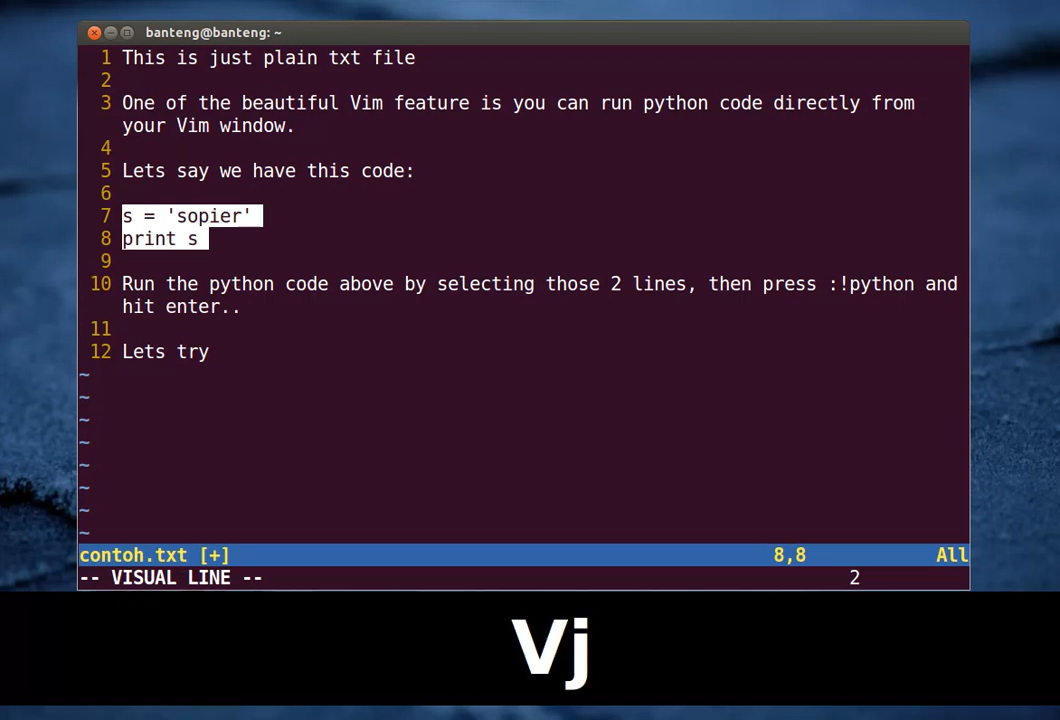 banteng@banteng: ~
1 This is just plain txt file
2
3 One of the beautiful Vim feature is you can run python code directly from
your Vim window.
4
5 Lets say we have this code:
6
7 s = 'sopier'
8 print s
9
10 Run the python code above by selecting those 2 lines, then press :!python and
hit enter..
11
12 Lets try
~
~
~
~
~
~
~
~
contoh.txt [+] 8,8 All
-- VISUAL LINE -- 2
Vj